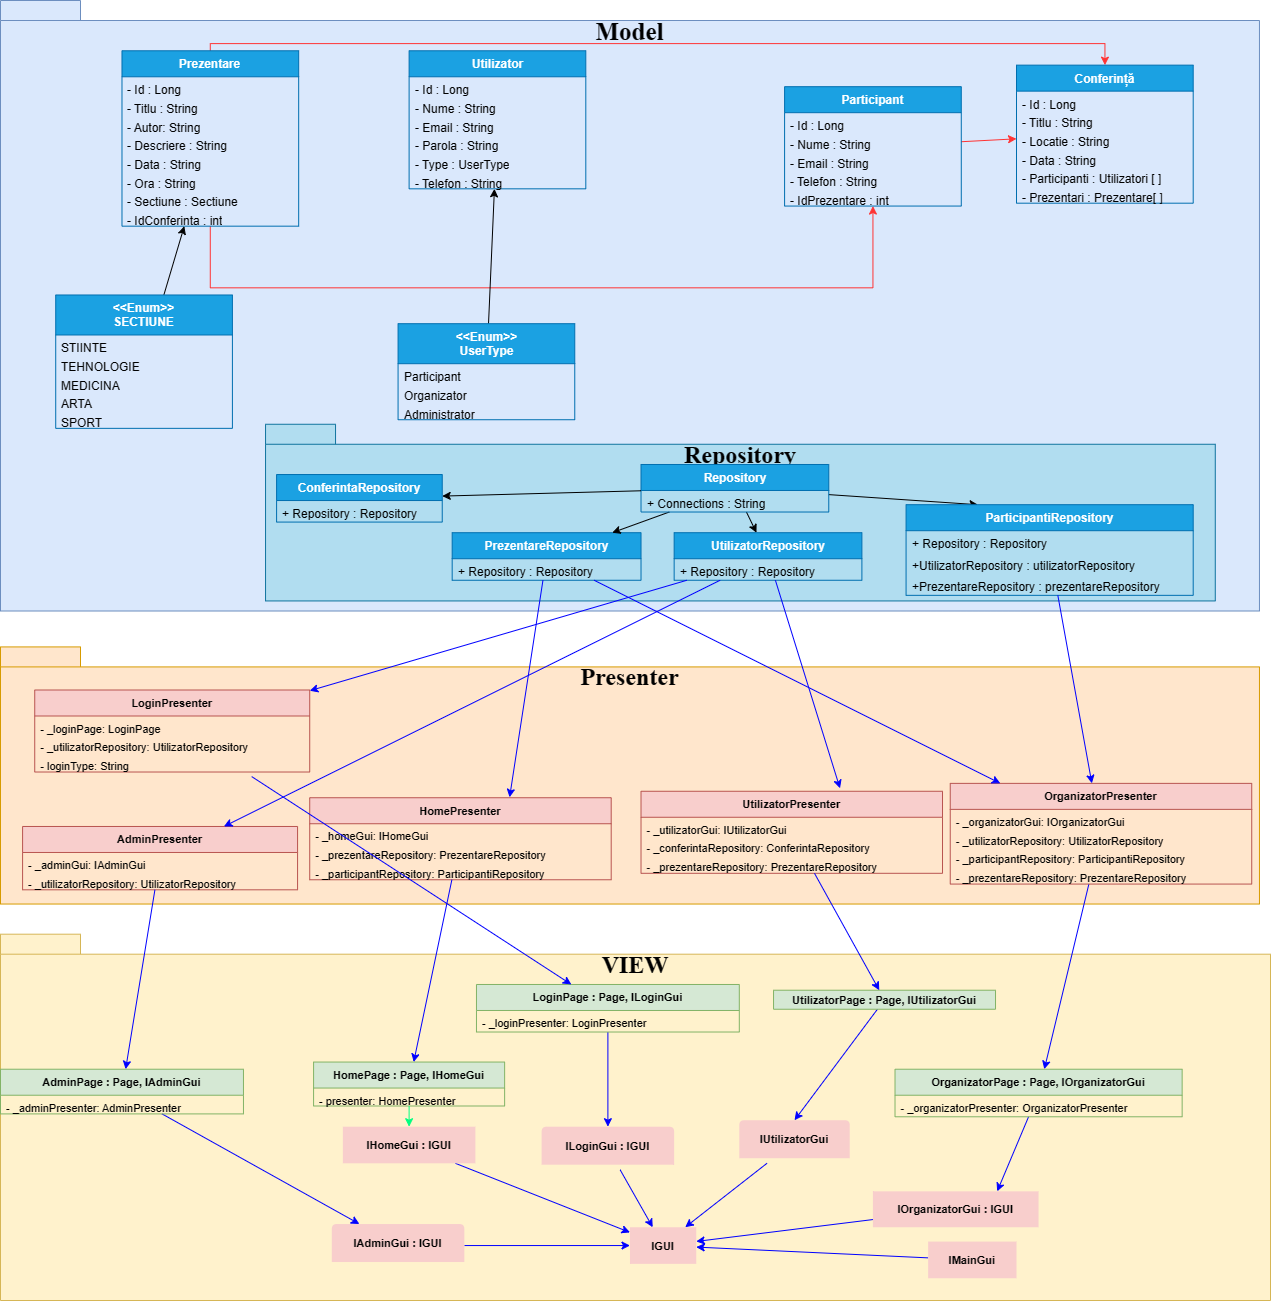 Model
Prezentare
- Id : Long
- Titlu : String
- Autor: String
- Descriere : String
- Data : String
- Ora : String
- Sectiune : Sectiune
- IdConferinta : int
Utilizator
- Id : Long
- Nume : String
- Email : String
- Parola : String
- Type : UserType
- Telefon : String
Participant
- Id : Long
- Nume : String
- Email : String
- Telefon : String
- IdPrezentare : int
Conferință
- Id : Long
- Titlu : String
- Locatie : String
- Data : String
- Participanti : Utilizatori [ ]
- Prezentari : Prezentare[ ]
<<Enum>>
SECTIUNE
STIINTE
TEHNOLOGIE
MEDICINA
ARTA
SPORT
<<Enum>>
UserType
Participant
Organizator
Administrator
Repository
ConferintaRepository
+ Repository : Repository
Repository
+ Connections : String
ParticipantiRepository
+ Repository : Repository
+UtilizatorRepository : utilizatorRepository
+PrezentareRepository : prezentareRepository
PrezentareRepository
+ Repository : Repository
UtilizatorRepository
+ Repository : Repository
Presenter
LoginPresenter
- _loginPage: LoginPage
- _utilizatorRepository: UtilizatorRepository
- loginType: String
AdminPresenter
- _adminGui: IAdminGui
- _utilizatorRepository: UtilizatorRepository
HomePresenter
- _homeGui: IHomeGui
- _prezentareRepository: PrezentareRepository
- _participantRepository: ParticipantiRepository
UtilizatorPresenter
- _utilizatorGui: IUtilizatorGui
- _conferintaRepository: ConferintaRepository
- _prezentareRepository: PrezentareRepository
OrganizatorPresenter
- _organizatorGui: IOrganizatorGui
- _utilizatorRepository: UtilizatorRepository
- _participantRepository: ParticipantiRepository
- _prezentareRepository: PrezentareRepository
VIEW
LoginPage : Page, ILoginGui
- _loginPresenter: LoginPresenter
UtilizatorPage : Page, IUtilizatorGui
AdminPage : Page, IAdminGui
- _adminPresenter: AdminPresenter
HomePage : Page, IHomeGui
- presenter: HomePresenter
OrganizatorPage : Page, IOrganizatorGui
- _organizatorPresenter: OrganizatorPresenter
IHomeGui : IGUI
ILoginGui : IGUI
IUtilizatorGui
IOrganizatorGui : IGUI
IAdminGui : IGUI
IGUI
IMainGui